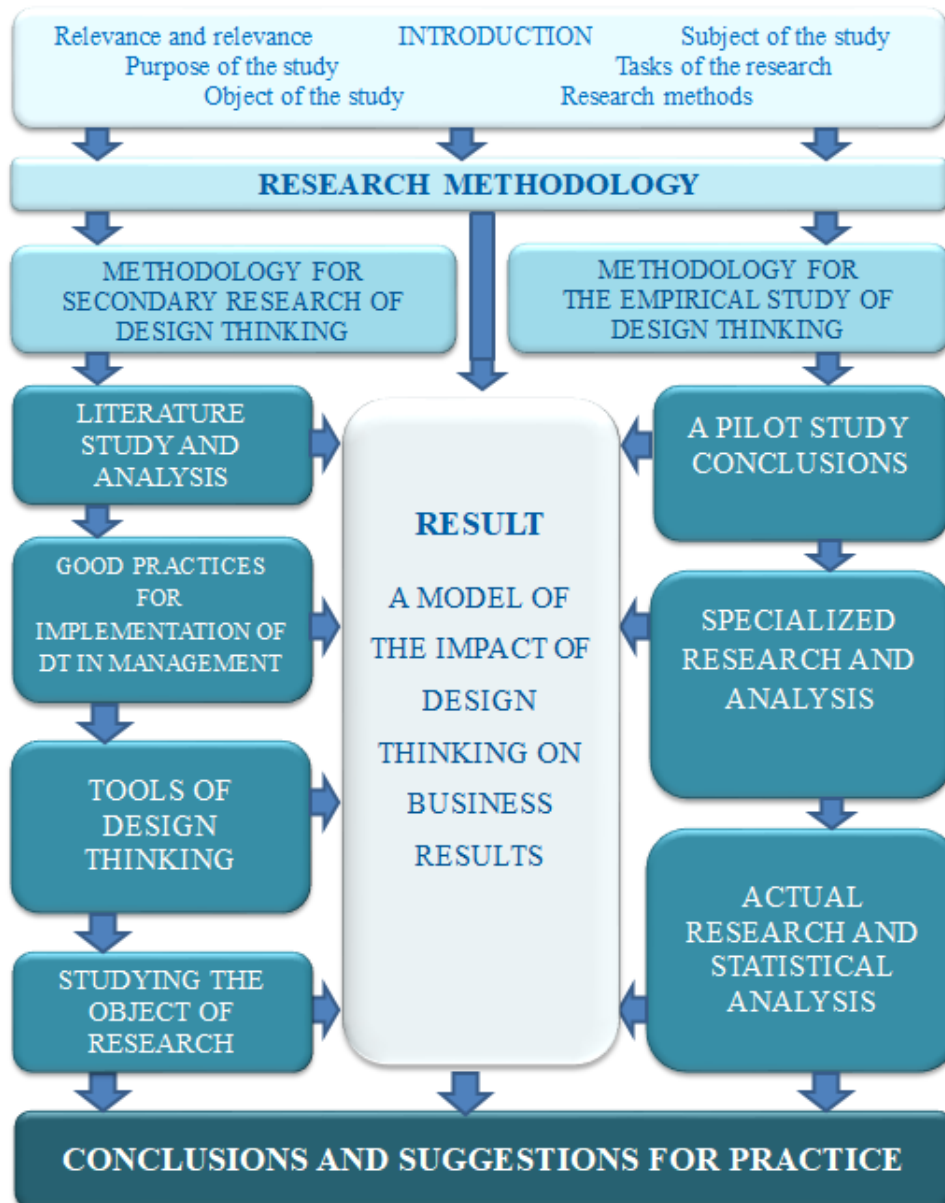 Relevance and relevance INTRODUCTION Subject of the study
Purpose of the study Tasks of the research
Object of the study Research methods
RESEARCH METHODOLOGY
METHODOLOGY FOR
SECONDARY RESEARCH OF
DESIGN THINKING
METHODOLOGY FOR
THE EMPIRICAL STUDY OF
DESIGN THINKING
LITERATURE
STUDY AND
ANALYSIS
GOOD PRACTICES
FOR
IMPLEMENTATION OF
DT IN MANAGEMENT
TOOLS OF
DESIGN
THINKING
STUDYING THE
OBJECT OF
RESEARCH
RESULT
A MODEL OF
THE IMPACT OF
DESIGN
THINKING ON
BUSINESS
RESULTS
A PILOT STUDY
CONCLUSIONS
SPECIALIZED
RESEARCH AND
ANALYSIS
ACTUAL
RESEARCH AND
STATISTICAL
ANALYSIS
CONCLUSIONS AND SUGGESTIONS FOR PRACTICE